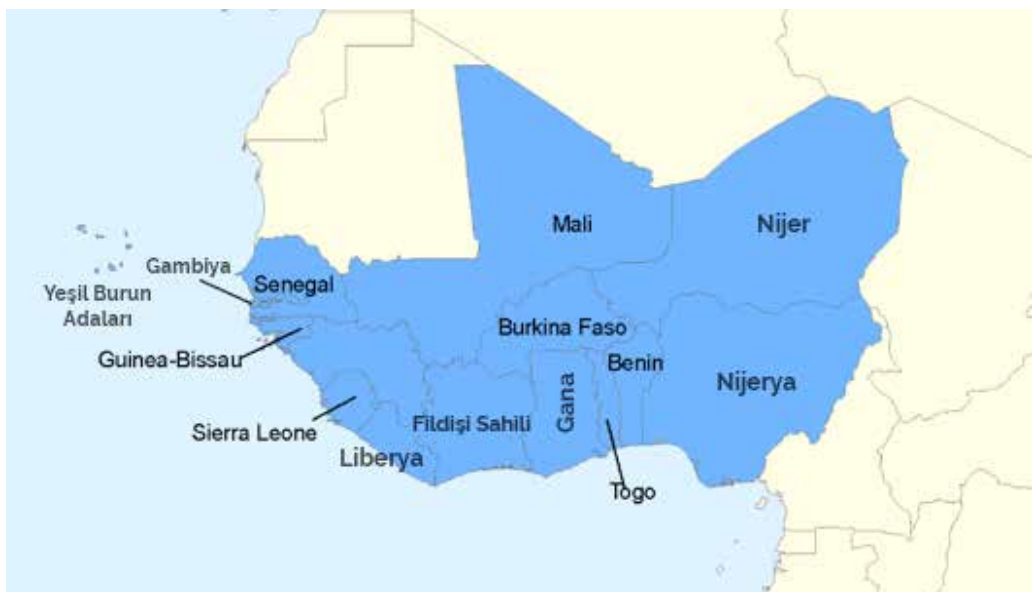 Mali
Nijer
Gambiya
Senegal
Yeşil Burun
Adaları
Burkina Faso
Guinea-Bissau
Benin
Nijerya
Gana
Fildişi Sahili
Sierra Leone
Liberya
Togo